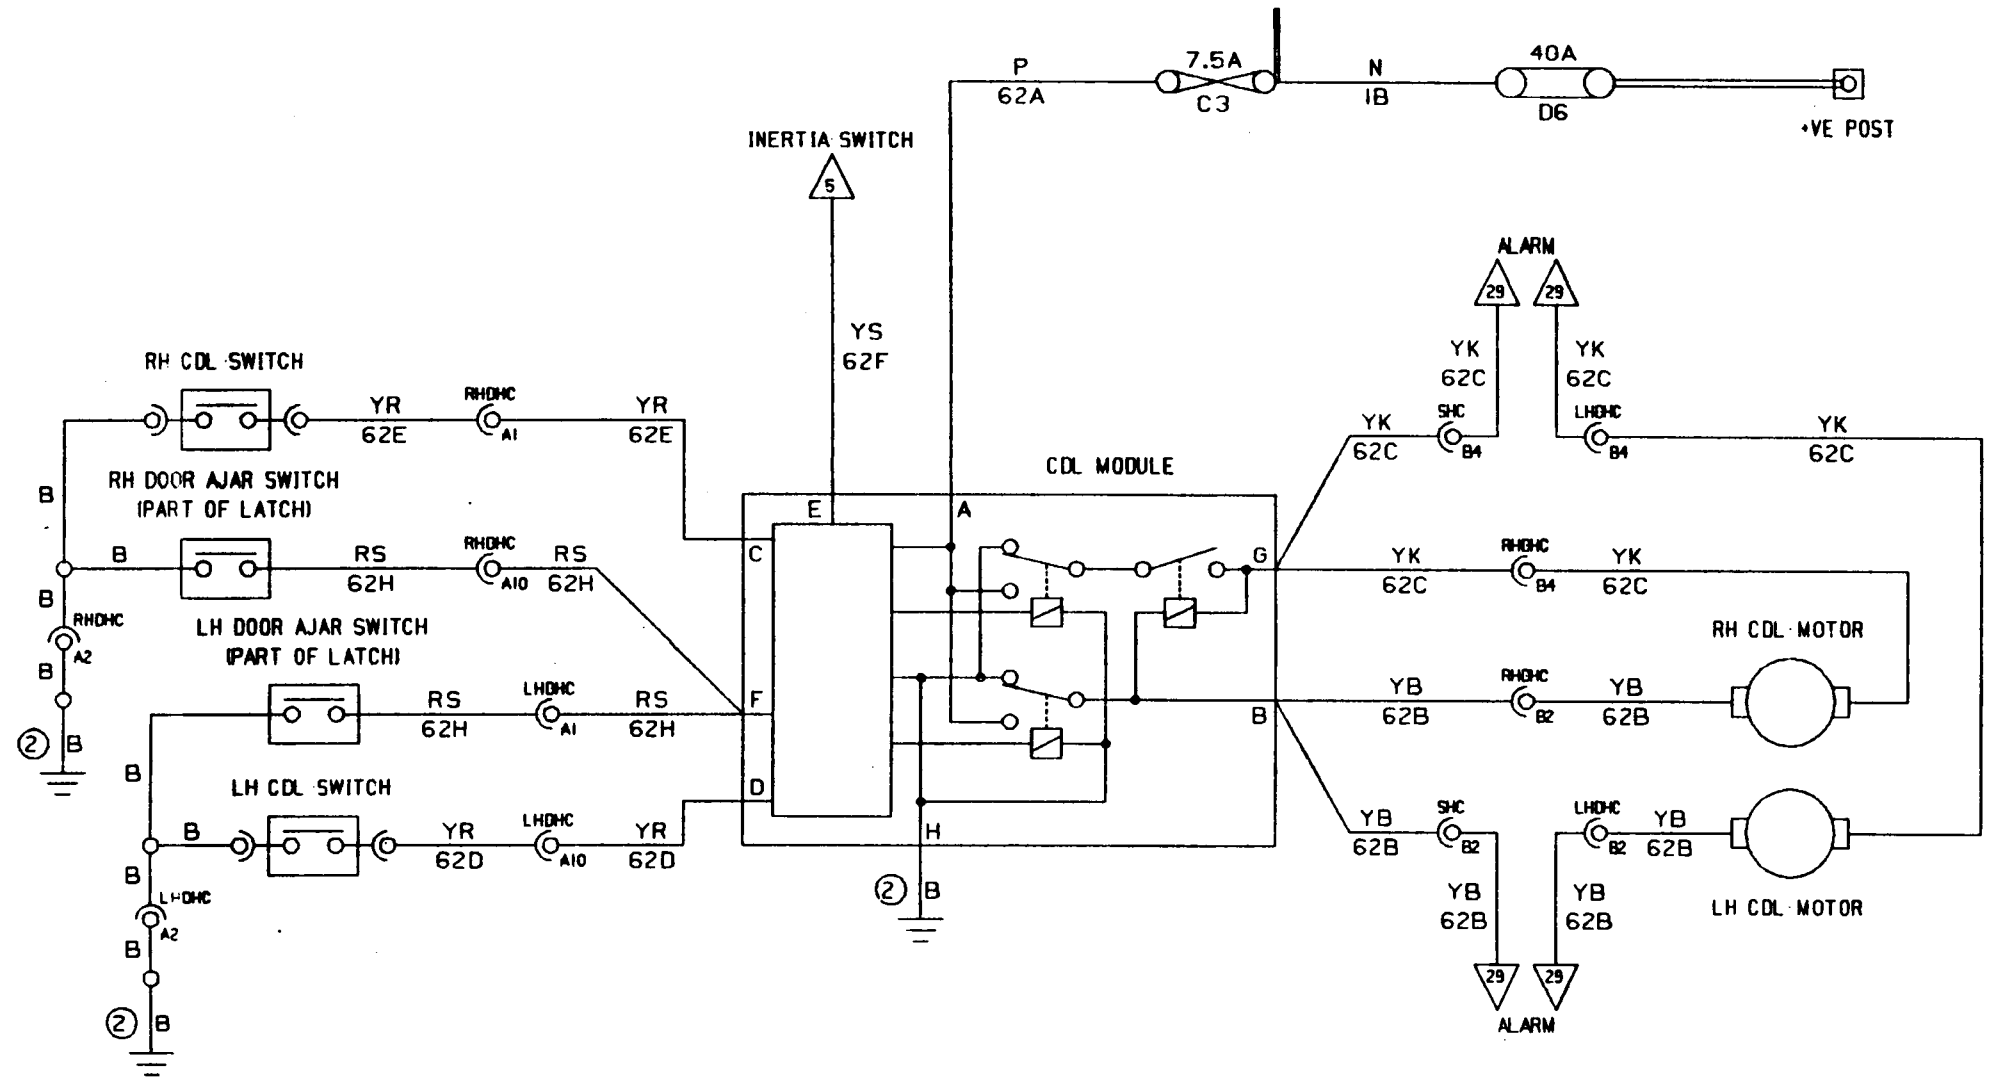 7.5A
C3
P
62A
N
1B
40A
D6
+VE POST
INERTIA SWITCH
5
YS
62F
ALARM
29
29
YK
62C
YK
62C
SHC
B4
LHDHC
B4
YK
62C
YK
62C
RH CDL SWITCH
YR
62E
RHDHC
A1
YR
62E
B
RH DOOR AJAR SWITCH
(PART OF LATCH)
B
RS
62H
RHDHC
A10
RS
62H
B
RHDHC
A2
B
2
B
LH DOOR AJAR SWITCH
(PART OF LATCH)
RS
62H
LHDHC
A1
RS
62H
B
LH CDL SWITCH
B
YR
62D
LHDHC
A10
YR
62D
B
LHDHC
A2
B
2
B
CDL MODULE
E
A
C
G
F
B
D
H
2
B
YK
62C
RHDHC
B4
YK
62C
RH CDL MOTOR
YB
62B
RHDHC
B2
YB
62B
YB
62B
SHC
B2
LHDHC
B2
YB
62B
YB
62B
YB
62B
LH CDL MOTOR
29
29
ALARM